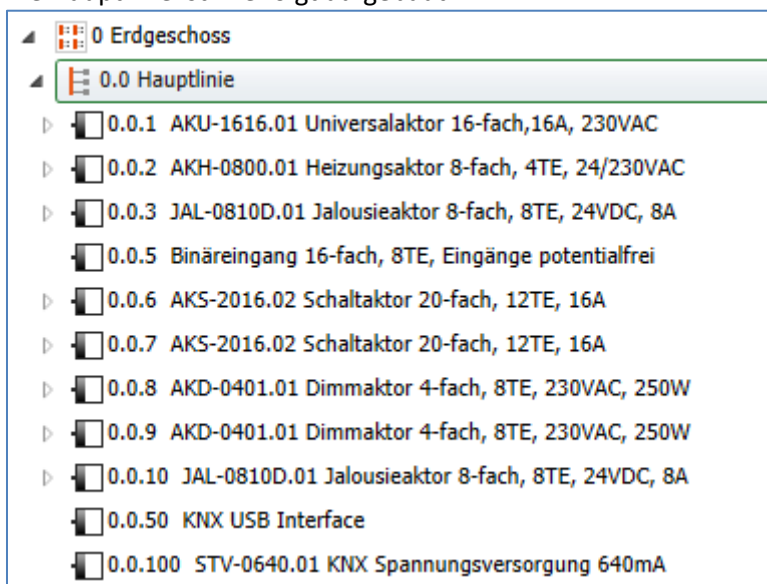 0 Erdgeschoss
0.0 Hauptlinie
0.0.1 AKU-1616.01 Universalaktor 16-fach,16A, 230VAC
0.0.2 AKH-0800.01 Heizungsaktor 8-fach, 4TE, 24/230VAC
0.0.3 JAL-0810D.01 Jalousieaktor 8-fach, 8TE, 24VDC, 8A
0.0.5 Binäreingang 16-fach, 8TE, Eingänge potentialfrei
0.0.6 AKS-2016.02 Schaltaktor 20-fach, 12TE, 16A
0.0.7 AKS-2016.02 Schaltaktor 20-fach, 12TE, 16A
0.0.8 AKD-0401.01 Dimmaktor 4-fach, 8TE, 230VAC, 250W
0.0.9 AKD-0401.01 Dimmaktor 4-fach, 8TE, 230VAC, 250W
0.0.10 JAL-0810D.01 Jalousieaktor 8-fach, 8TE, 24VDC, 8A
0.0.50 KNX USB Interface
0.0.100 STV-0640.01 KNX Spannungsversorgung 640mA